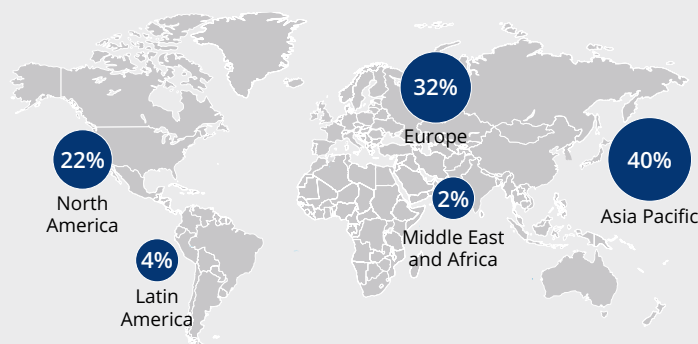 32%
Europe
22%
North
America
40%
Asia Pacific
2%
Middle East
and Africa
4%
Latin
America